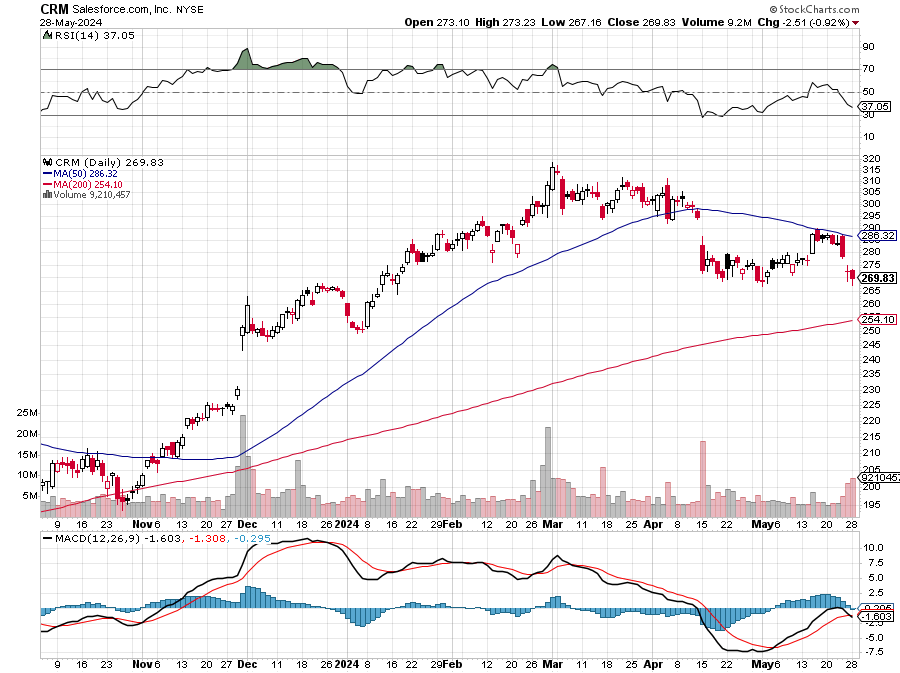 CRM Salesforce.com, Inc. NYSE
© StockCharts.com
28-May-2024
Open 273.10 High 273.23 Low 267.16 Close 269.83 Volume 9.2M Chg -2.51 (-0.92%)
RSI(14) 37.05
90
70
50
37.05
30
10
CRM (Daily) 269.83
MA(50) 286.32
MA(200) 254.10
Volume 9,210,457
320
315
310
305
300
295
290
286.32
280
275
269.83
265
260
254.10
250
245
240
235
230
225
220
215
210
205
200
195
25M
20M
15M
10M
5M
9210457
9 16 23 Nov 6 13 20 27 Dec 11 18 26 2024 8 16 22 29 Feb 12 20 26 Mar 11 18 25 Apr 8 15 22 May 6 13 20 28
MACD(12,26,9) -1.603, -1.308, -0.295
10.0
7.5
5.0
2.5
-0.295
-1.603
-2.5
-5.0
-7.5
9 16 23 Nov 6 13 20 27 Dec 11 18 26 2024 8 16 22 29 Feb 12 20 26 Mar 11 18 25 Apr 8 15 22 May 6 13 20 28